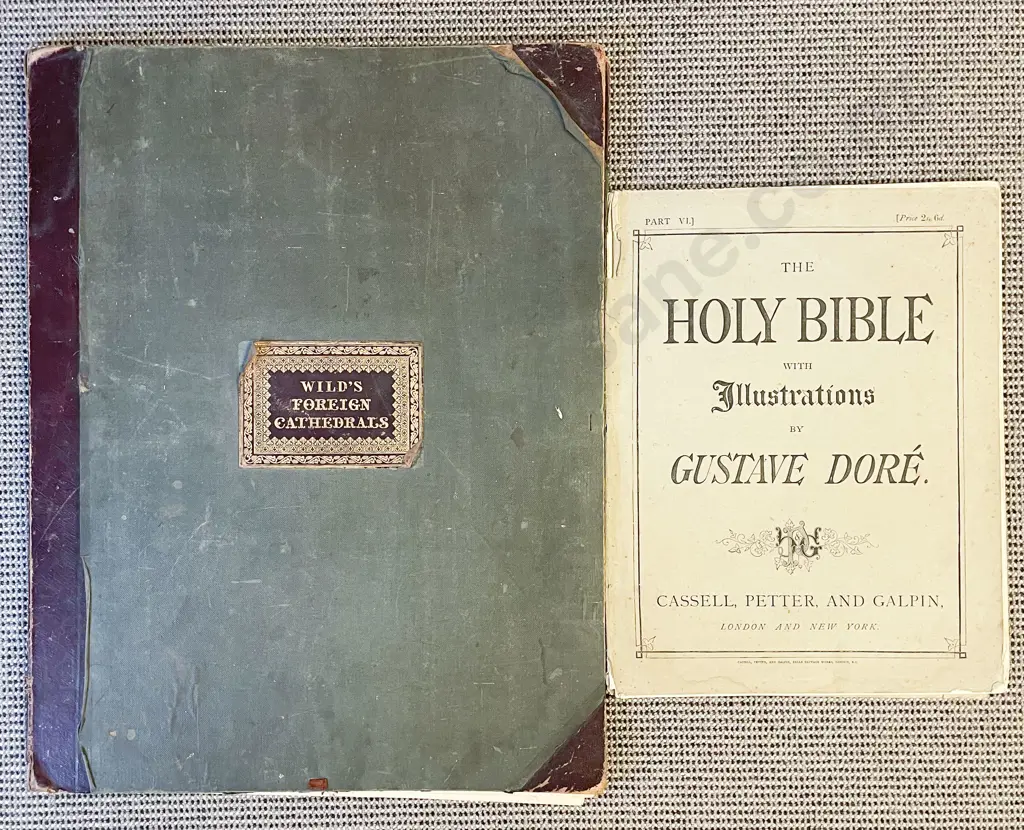 WILD'S
FOREIGN
CATHEDRALS
PART VI.]
[Price 2s. 6d.
THE
HOLY BIBLE
WITH
Illustrations
BY
GUSTAVE DORÉ.
CASSELL, PETTER, AND GALPIN,
LONDON AND NEW YORK.